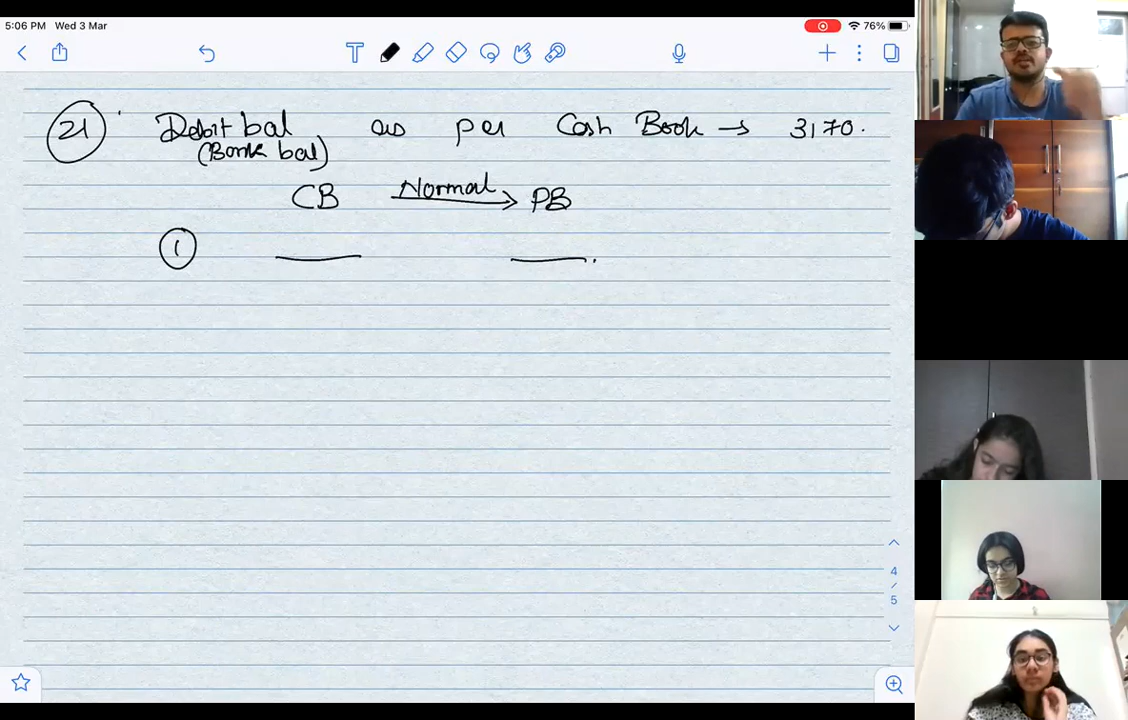 5:06 PM Wed 3 Mar 76%
T
21 Debit bal as per Cash Book → 3170.
(Bank bal)
CB Normal PB
1
4
5